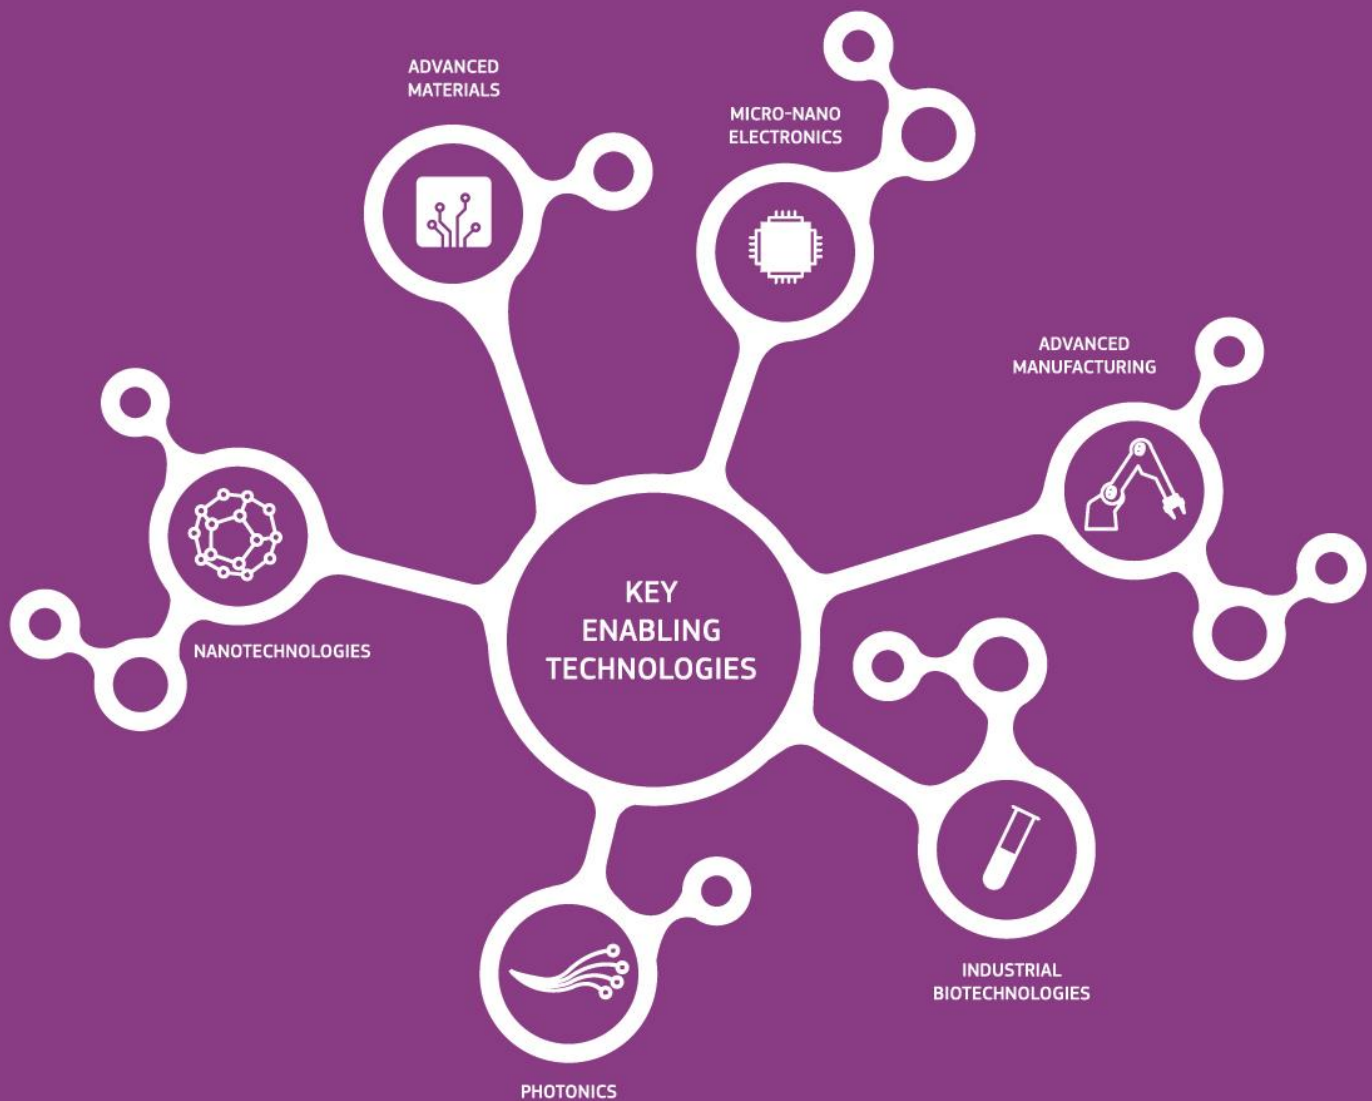 ADVANCED
MATERIALS
MICRO-NANO
ELECTRONICS
ADVANCED
MANUFACTURING
KEY
ENABLING
TECHNOLOGIES
NANOTECHNOLOGIES
INDUSTRIAL
BIOTECHNOLOGIES
PHOTONICS